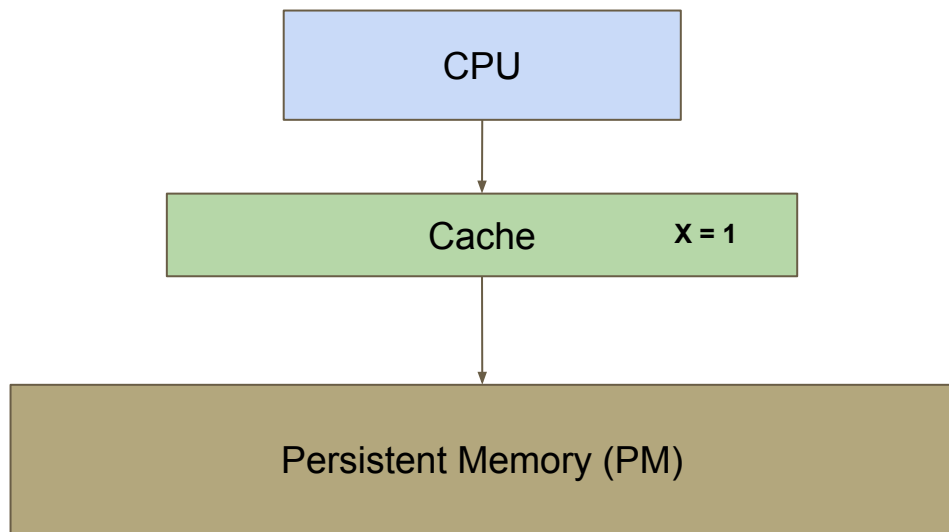 CPU
Cache
X = 1
Persistent Memory (PM)